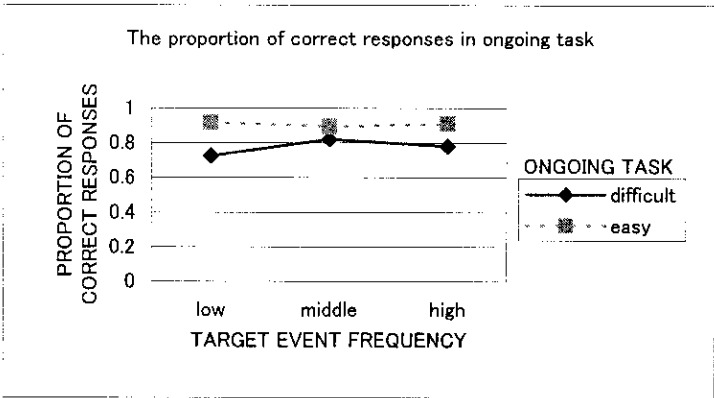 The proportion of correct responses in ongoing task
PROPORTION OF
CORRECT RESPONSES
1
0.8
0.6
0.4
0.2
0
low middle high
TARGET EVENT FREQUENCY
ONGOING TASK
difficult
easy